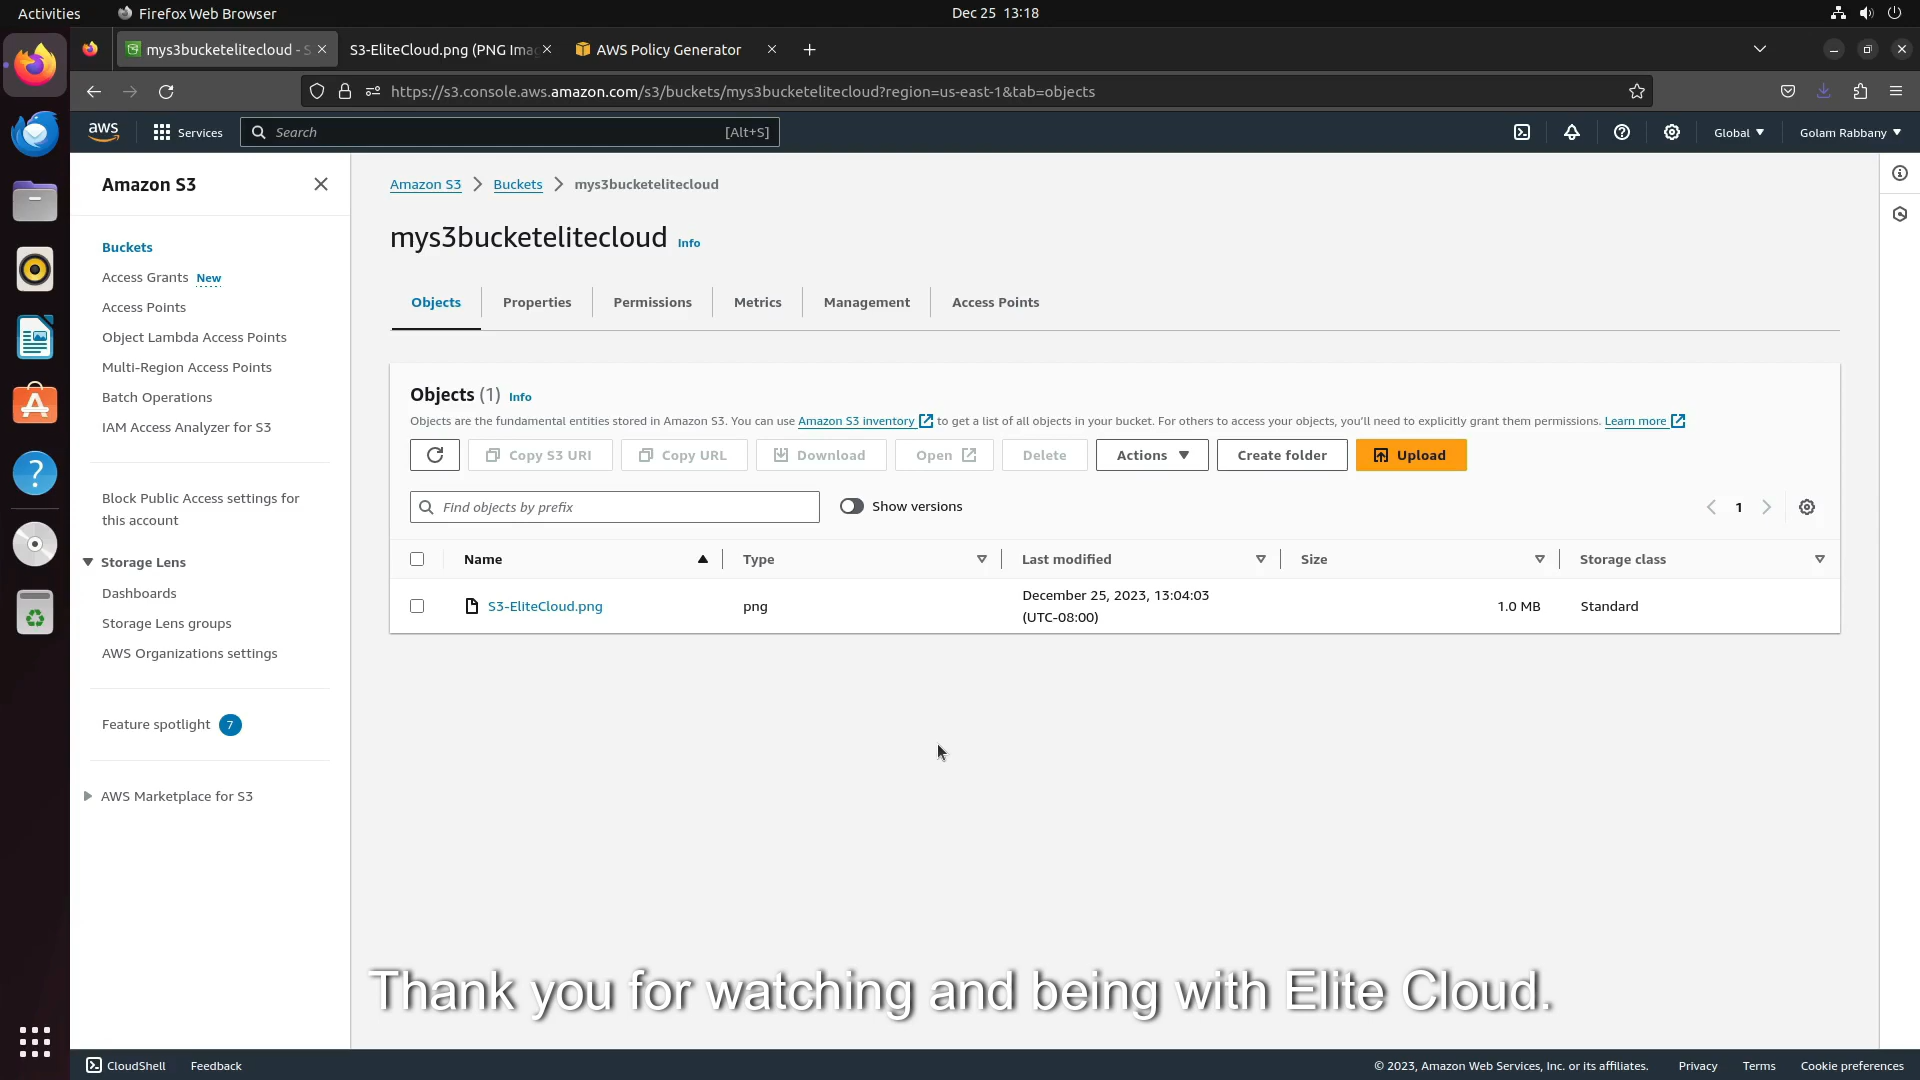 Activities
Firefox Web Browser
Dec 25 13:18
mys3bucketelitecloud - S
S3-EliteCloud.png (PNG Ima
AWS Policy Generator
https://s3.console.aws.amazon.com/s3/buckets/mys3bucketelitecloud?region=us-east-1&tab=objects
aws
Services
Search
[Alt+S]
Global
Golam Rabbany
Amazon S3
Buckets
Access Grants New
Access Points
Object Lambda Access Points
Multi-Region Access Points
Batch Operations
IAM Access Analyzer for S3
Block Public Access settings for
this account
Storage Lens
Dashboards
Storage Lens groups
AWS Organizations settings
Feature spotlight 7
AWS Marketplace for S3
Amazon S3 > Buckets > mys3bucketelitecloud
mys3bucketelitecloud Info
Objects
Properties
Permissions
Metrics
Management
Access Points
Objects (1) Info
Objects are the fundamental entities stored in Amazon S3. You can use Amazon S3 inventory to get a list of all objects in your bucket. For others to access your objects, you'll need to explicitly grant them permissions. Learn more
Copy S3 URI
Copy URL
Download
Open
Delete
Actions
Create folder
Upload
Find objects by prefix
Show versions
1
Name
Type
Last modified
Size
Storage class
S3-EliteCloud.png
png
December 25, 2023, 13:04:03
(UTC-08:00)
1.0 MB
Standard
Thank you for watching and being with Elite Cloud.
CloudShell
Feedback
© 2023, Amazon Web Services, Inc. or its affiliates.
Privacy
Terms
Cookie preferences